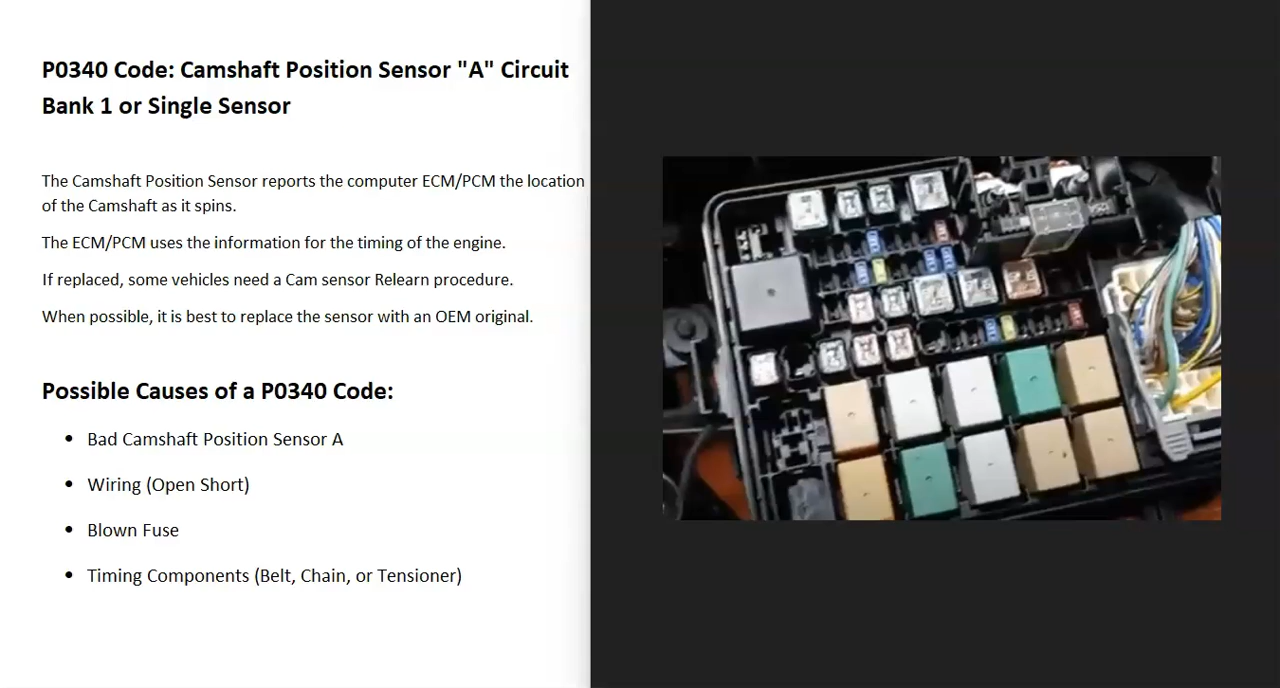 P0340 Code: Camshaft Position Sensor "A" Circuit
Bank 1 or Single Sensor
The Camshaft Position Sensor reports the computer ECM/PCM the location
of the Camshaft as it spins.
The ECM/PCM uses the information for the timing of the engine.
If replaced, some vehicles need a Cam sensor Relearn procedure.
When possible, it is best to replace the sensor with an OEM original.
Possible Causes of a P0340 Code:
• Bad Camshaft Position Sensor A
• Wiring (Open Short)
• Blown Fuse
• Timing Components (Belt, Chain, or Tensioner)